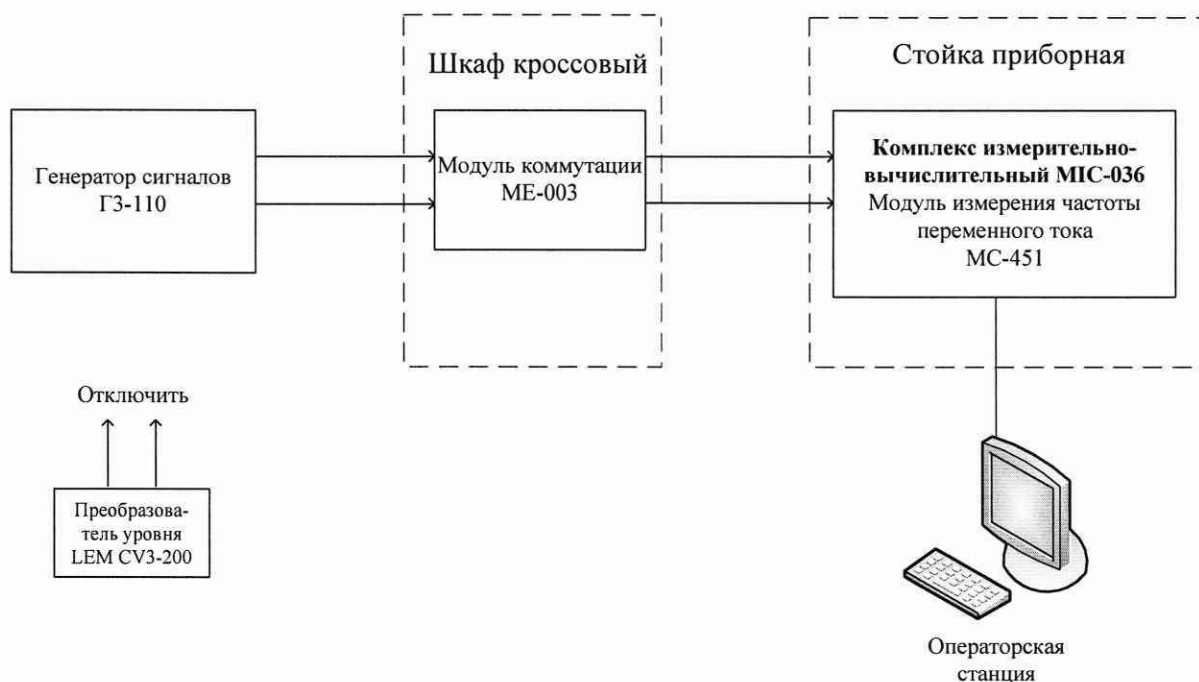 Шкаф кроссовый
Стойка приборная
Генератор сигналов
Г3-110
Модуль коммутации
МЕ-003
Комплекс измерительно-
вычислительный MIC-036
Модуль измерения частоты
переменного тока
МС-451
Отключить
Преобразова-
тель уровня
LEM CV3-200
Операторская
станция